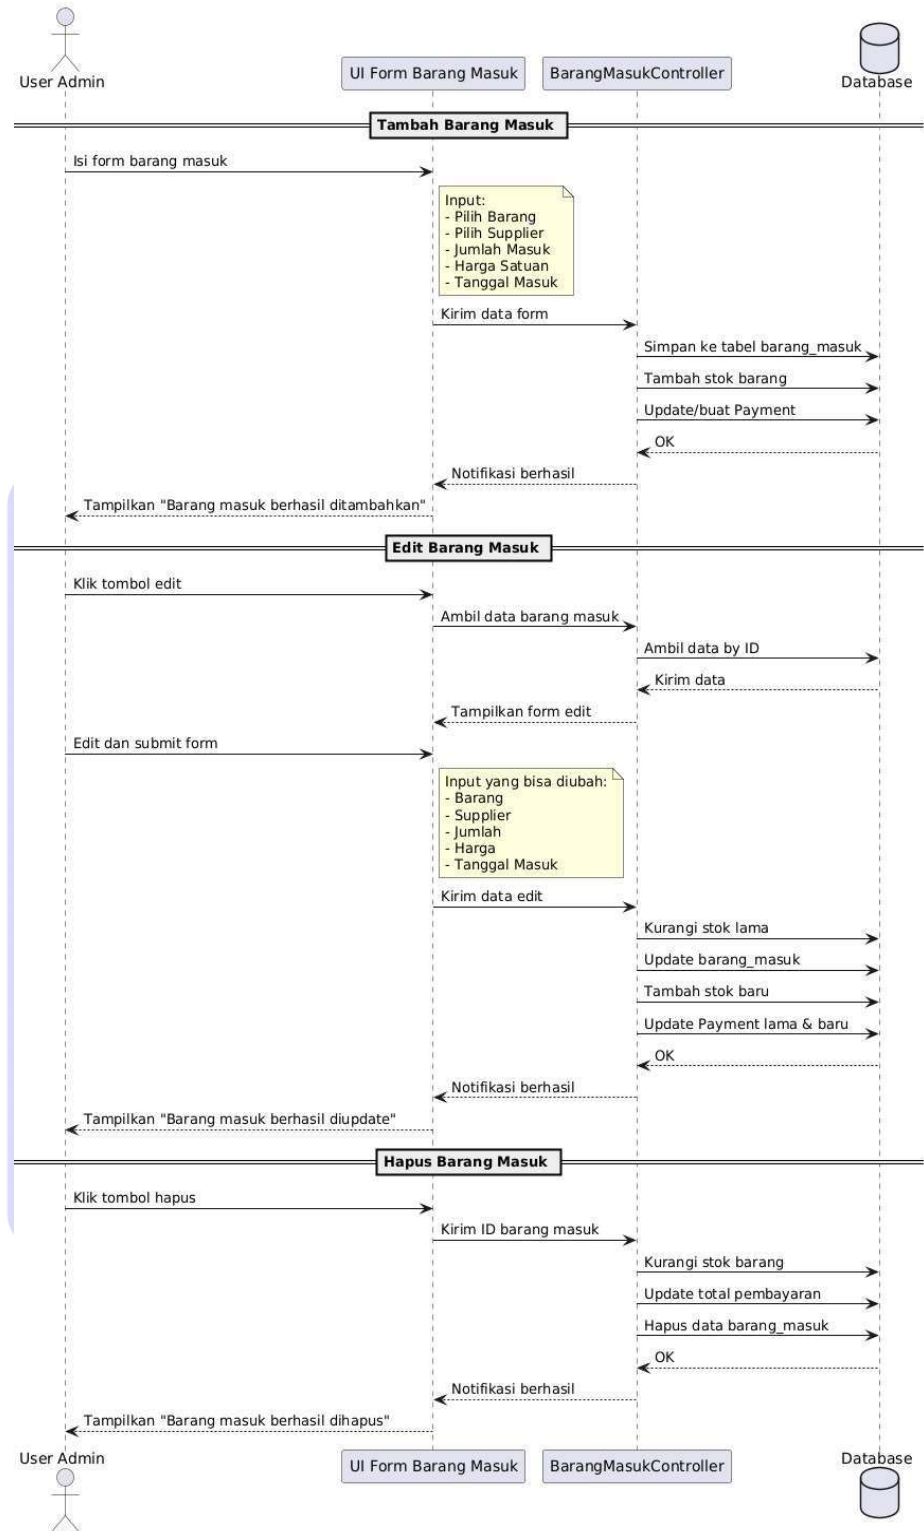 User Admin
UI Form Barang Masuk
BarangMasukController
Database
Tambah Barang Masuk
Isi form barang masuk
Input:
- Pilih Barang
- Pilih Supplier
- Jumlah Masuk
- Harga Satuan
- Tanggal Masuk
Kirim data form
Simpan ke tabel barang_masuk
Tambah stok barang
Update/buat Payment
OK
Notifikasi berhasil
Tampilkan "Barang masuk berhasil ditambahkan"
Edit Barang Masuk
Klik tombol edit
Ambil data barang masuk
Ambil data by ID
Kirim data
Tampilkan form edit
Edit dan submit form
Input yang bisa diubah:
- Barang
- Supplier
- Jumlah
- Harga
- Tanggal Masuk
Kirim data edit
Kurangi stok lama
Update barang_masuk
Tambah stok baru
Update Payment lama & baru
OK
Notifikasi berhasil
Tampilkan "Barang masuk berhasil diupdate"
Hapus Barang Masuk
Klik tombol hapus
Kirim ID barang masuk
Kurangi stok barang
Update total pembayaran
Hapus data barang_masuk
OK
Notifikasi berhasil
Tampilkan "Barang masuk berhasil dihapus"
User Admin
UI Form Barang Masuk
BarangMasukController
Database